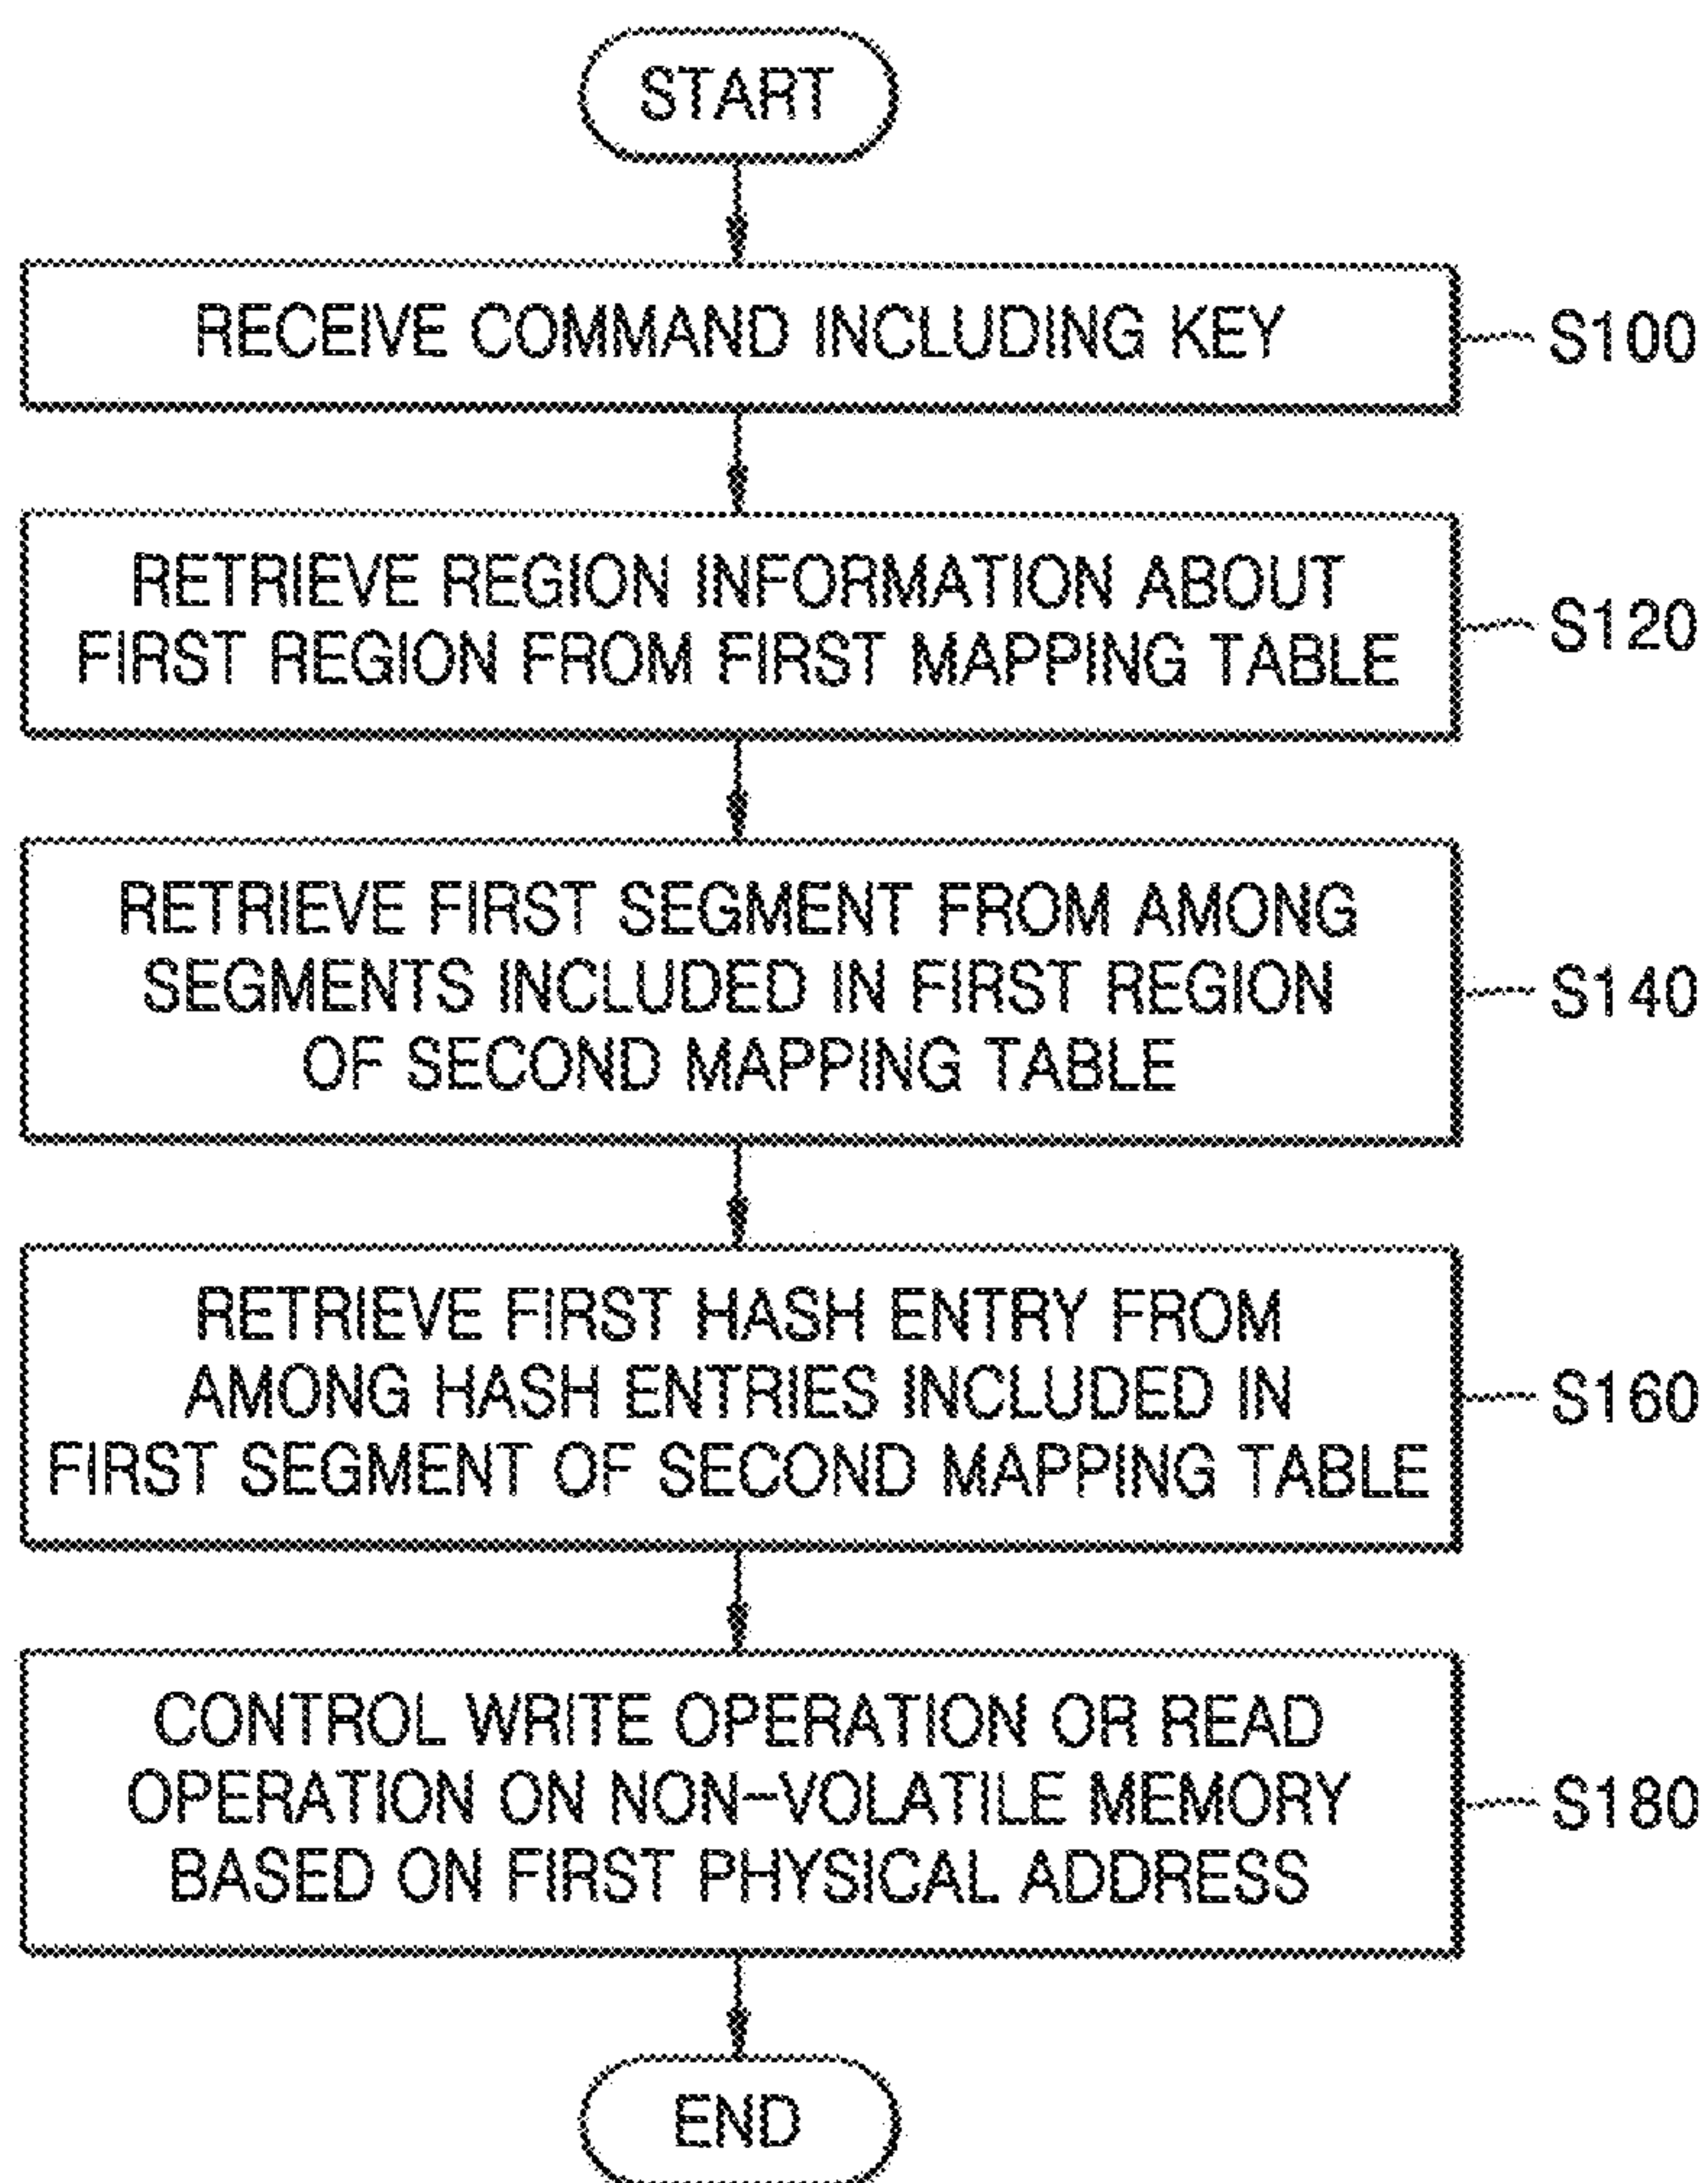 START
RECEIVE COMMAND INCLUDING KEY
S100
RETRIEVE REGION INFORMATION ABOUT
FIRST REGION FROM FIRST MAPPING TABLE
S120
RETRIEVE FIRST SEGMENT FROM AMONG
SEGMENTS INCLUDED IN FIRST REGION
OF SECOND MAPPING TABLE
S140
RETRIEVE FIRST HASH ENTRY FROM
AMONG HASH ENTRIES INCLUDED IN
FIRST SEGMENT OF SECOND MAPPING TABLE
S160
CONTROL WRITE OPERATION OR READ
OPERATION ON NON-VOLATILE MEMORY
BASED ON FIRST PHYSICAL ADDRESS
S180
END